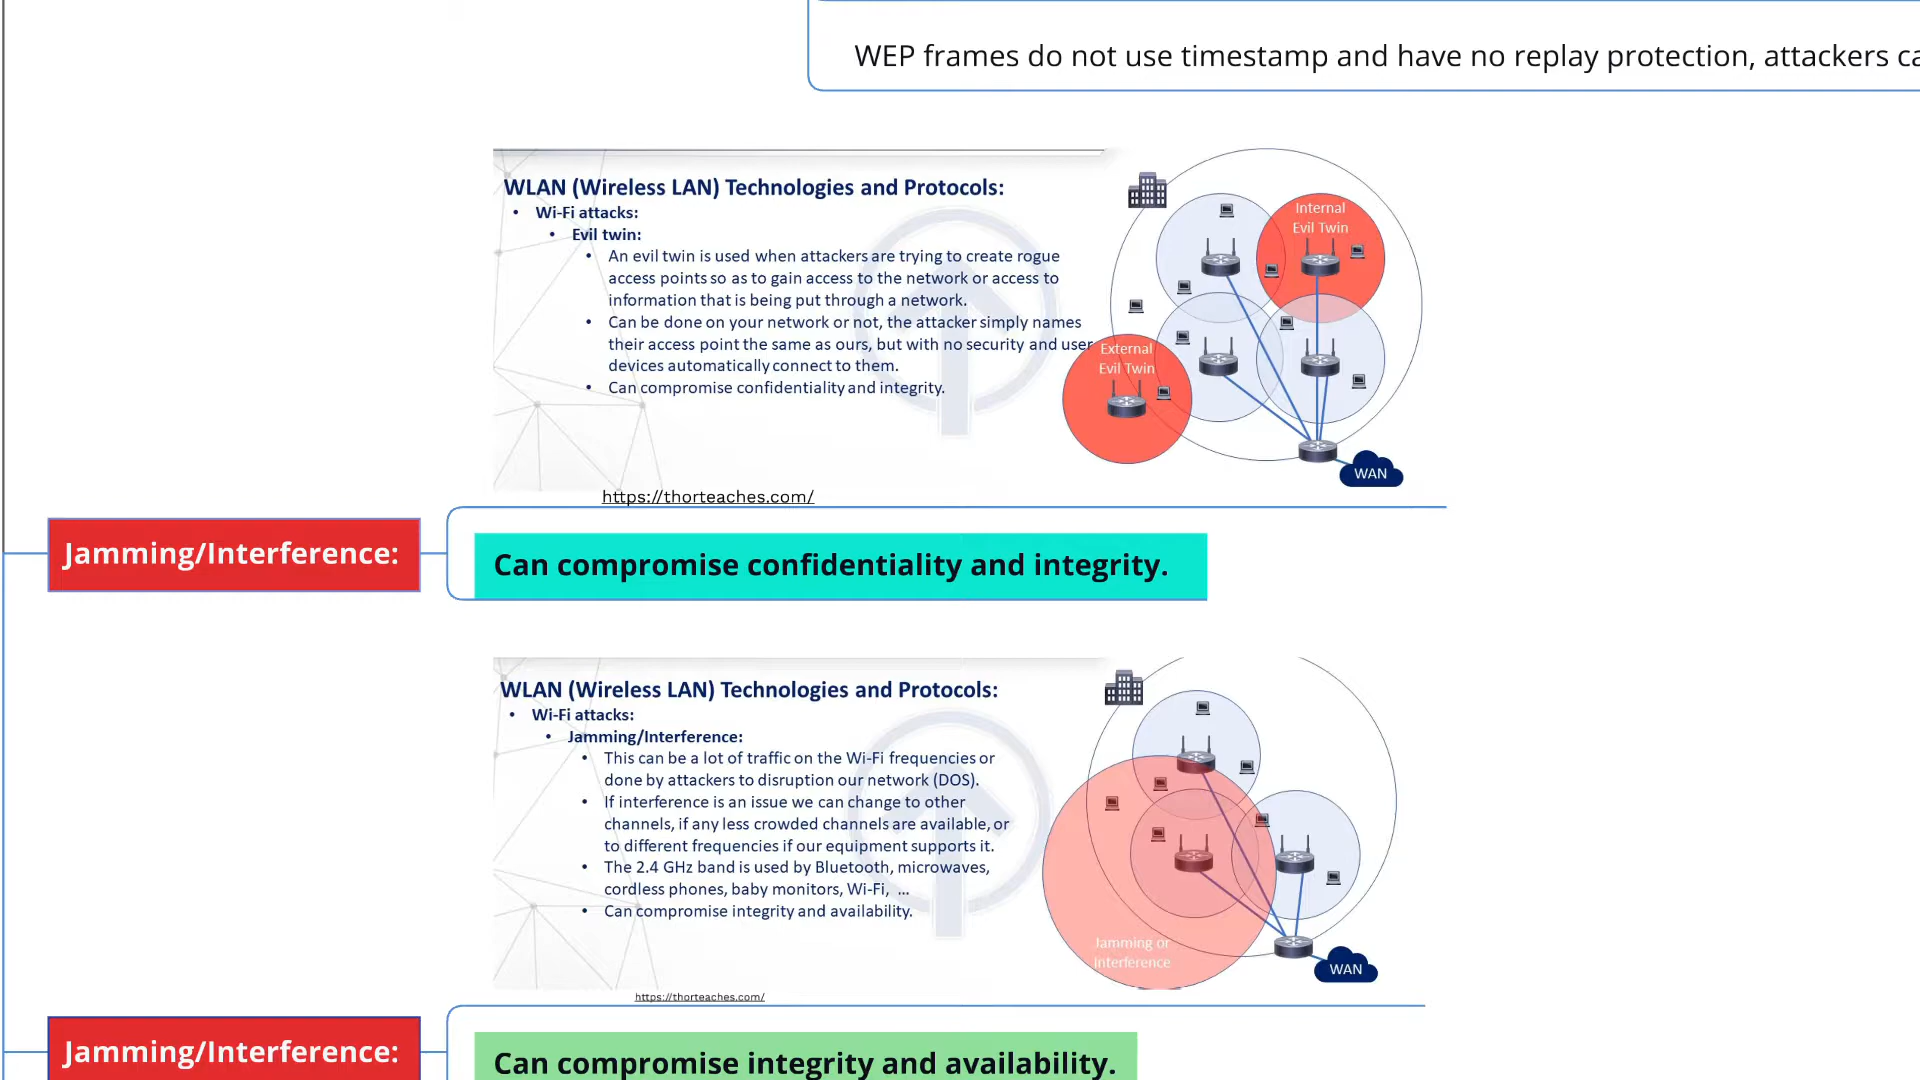 WEP frames do not use timestamp and have no replay protection, attackers
WLAN (Wireless LAN) Technologies and Protocols:
• Wi-Fi attacks:
• Evil twin:
• An evil twin is used when attackers are trying to create rogue
access points so as to gain access to the network or access to
information that is being put through a network.
• Can be done on your network or not, the attacker simply names
their access point the same as ours, but with no security and user
devices automatically connect to them.
• Can compromise confidentiality and integrity.
Internal
Evil Twin
External
Evil Twin
WAN
https://thorteaches.com/
Jamming/Interference:
Can compromise confidentiality and integrity.
WLAN (Wireless LAN) Technologies and Protocols:
• Wi-Fi attacks:
• Jamming/Interference:
• This can be a lot of traffic on the Wi-Fi frequencies or
done by attackers to disruption our network (DOS).
• If interference is an issue we can change to other
channels, if any less crowded channels are available, or
to different frequencies if our equipment supports it.
• The 2.4 GHz band is used by Bluetooth, microwaves,
cordless phones, baby monitors, Wi-Fi, ...
• Can compromise integrity and availability.
Jamming or
interference
WAN
https://thorteaches.com/
Jamming/Interference:
Can compromise integrity and availability.